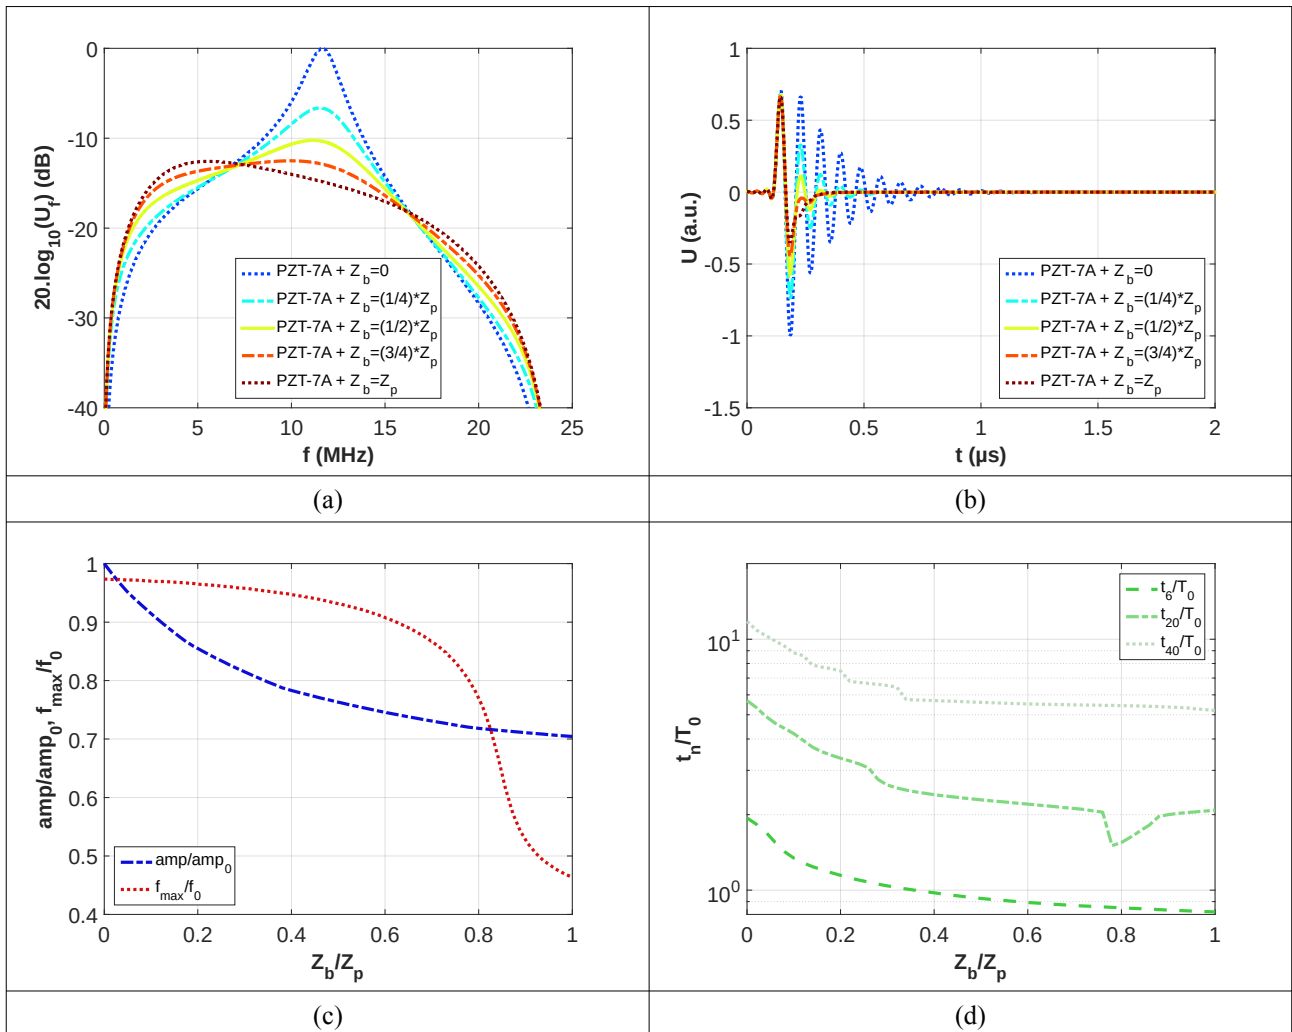 0
-10
-20
-30
-40
0 5 10 15 20 25
20.log10(Uf) (dB)
f (MHz)
PZT-7A + Zb=0
PZT-7A + Zb=(1/4)*Zp
PZT-7A + Zb=(1/2)*Zp
PZT-7A + Zb=(3/4)*Zp
PZT-7A + Zb=Zp
1
0.5
0
-0.5
-1
-1.5
0 0.5 1 1.5 2
U (a.u.)
t (µs)
PZT-7A + Zb=0
PZT-7A + Zb=(1/4)*Zp
PZT-7A + Zb=(1/2)*Zp
PZT-7A + Zb=(3/4)*Zp
PZT-7A + Zb=Zp
(a) (b)
1
0.9
0.8
0.7
0.6
0.5
0.4
0 0.2 0.4 0.6 0.8 1
amp/amp0, fmax/f0
Zb/Zp
amp/amp0
fmax/f0
10^1
10^0
0 0.2 0.4 0.6 0.8 1
tn/T0
Zb/Zp
t6/T0
t20/T0
t40/T0
(c) (d)